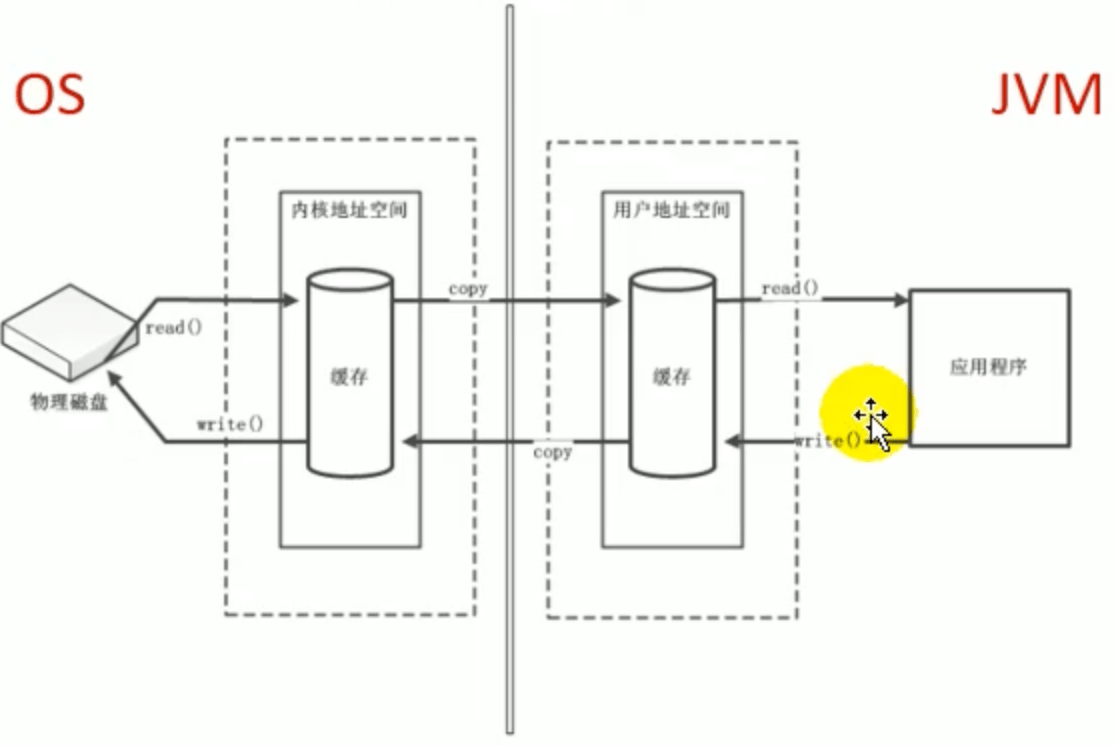 OS
JVM
内核地址空间
用户地址空间
copy
read()
read()
缓存
缓存
应用程序
物理磁盘
write()
copy
write()